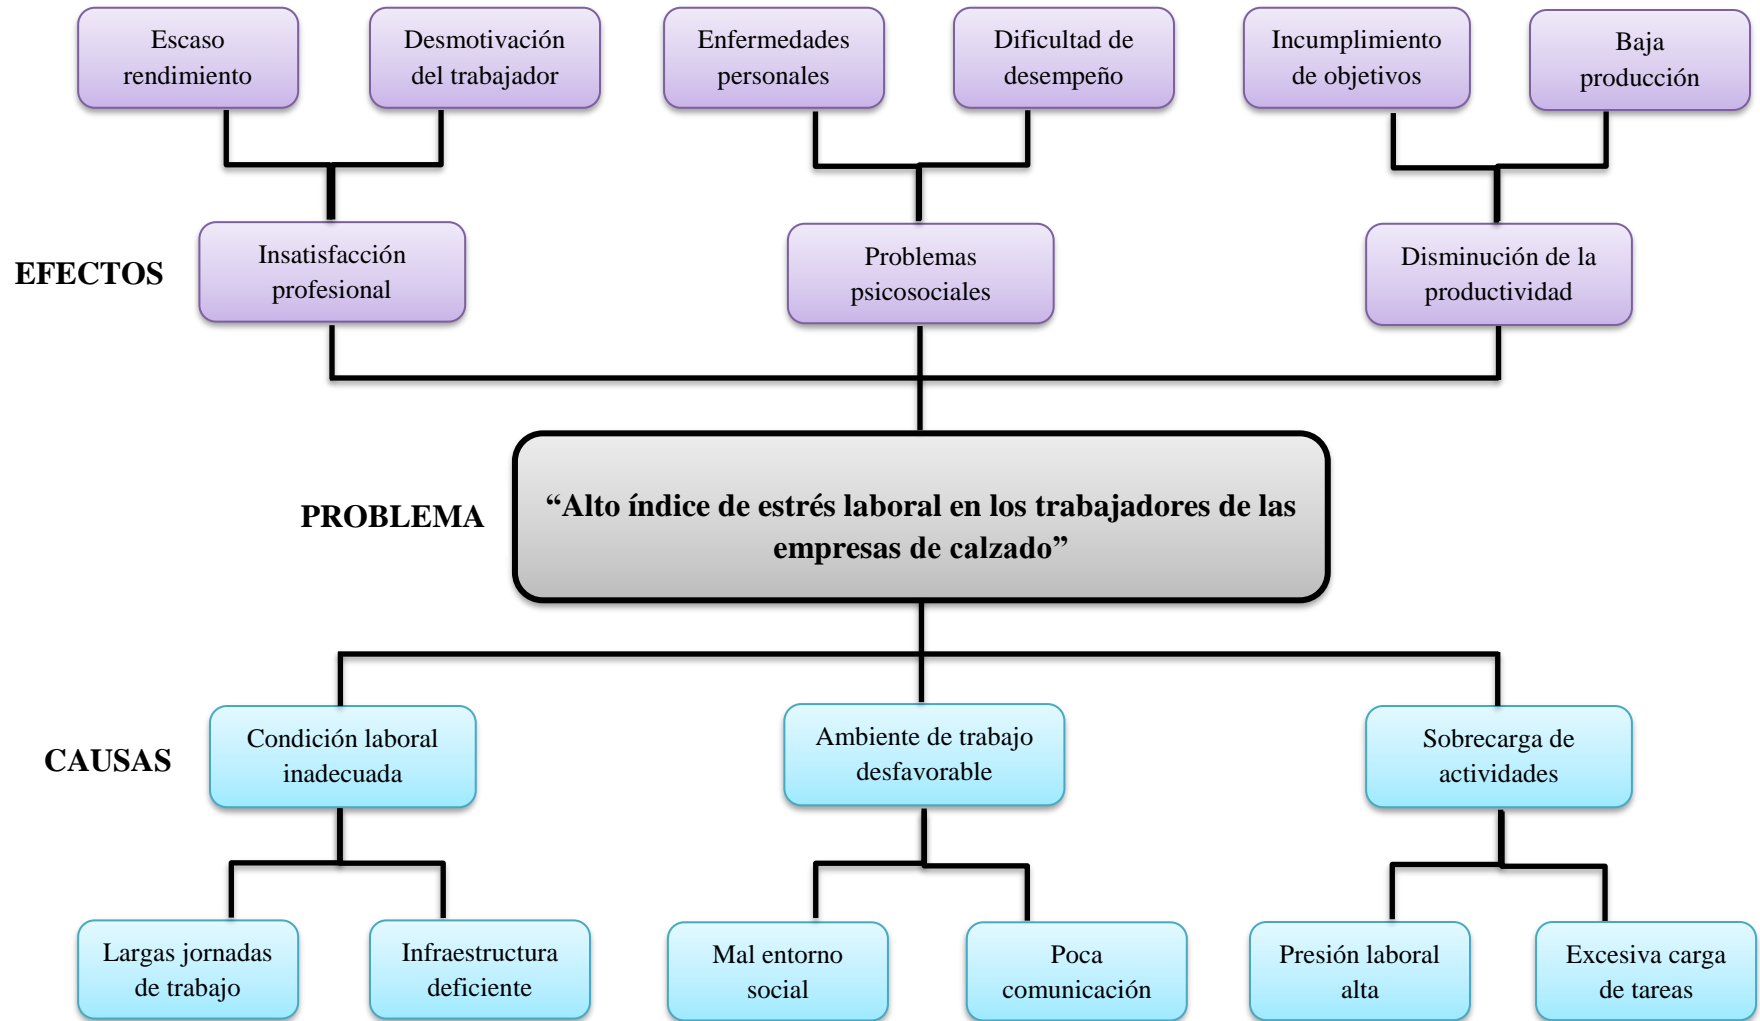 Escaso
rendimiento
Desmotivación
del trabajador
Enfermedades
personales
Dificultad de
desempeño
Incumplimiento
de objetivos
Baja
producción
EFECTOS
Insatisfacción
profesional
Problemas
psicosociales
Disminución de la
productividad
PROBLEMA
“Alto índice de estrés laboral en los trabajadores de las
empresas de calzado”
CAUSAS
Condición laboral
inadecuada
Ambiente de trabajo
desfavorable
Sobrecarga de
actividades
Largas jornadas
de trabajo
Infraestructura
deficiente
Mal entorno
social
Poca
comunicación
Presión laboral
alta
Excesiva carga
de tareas